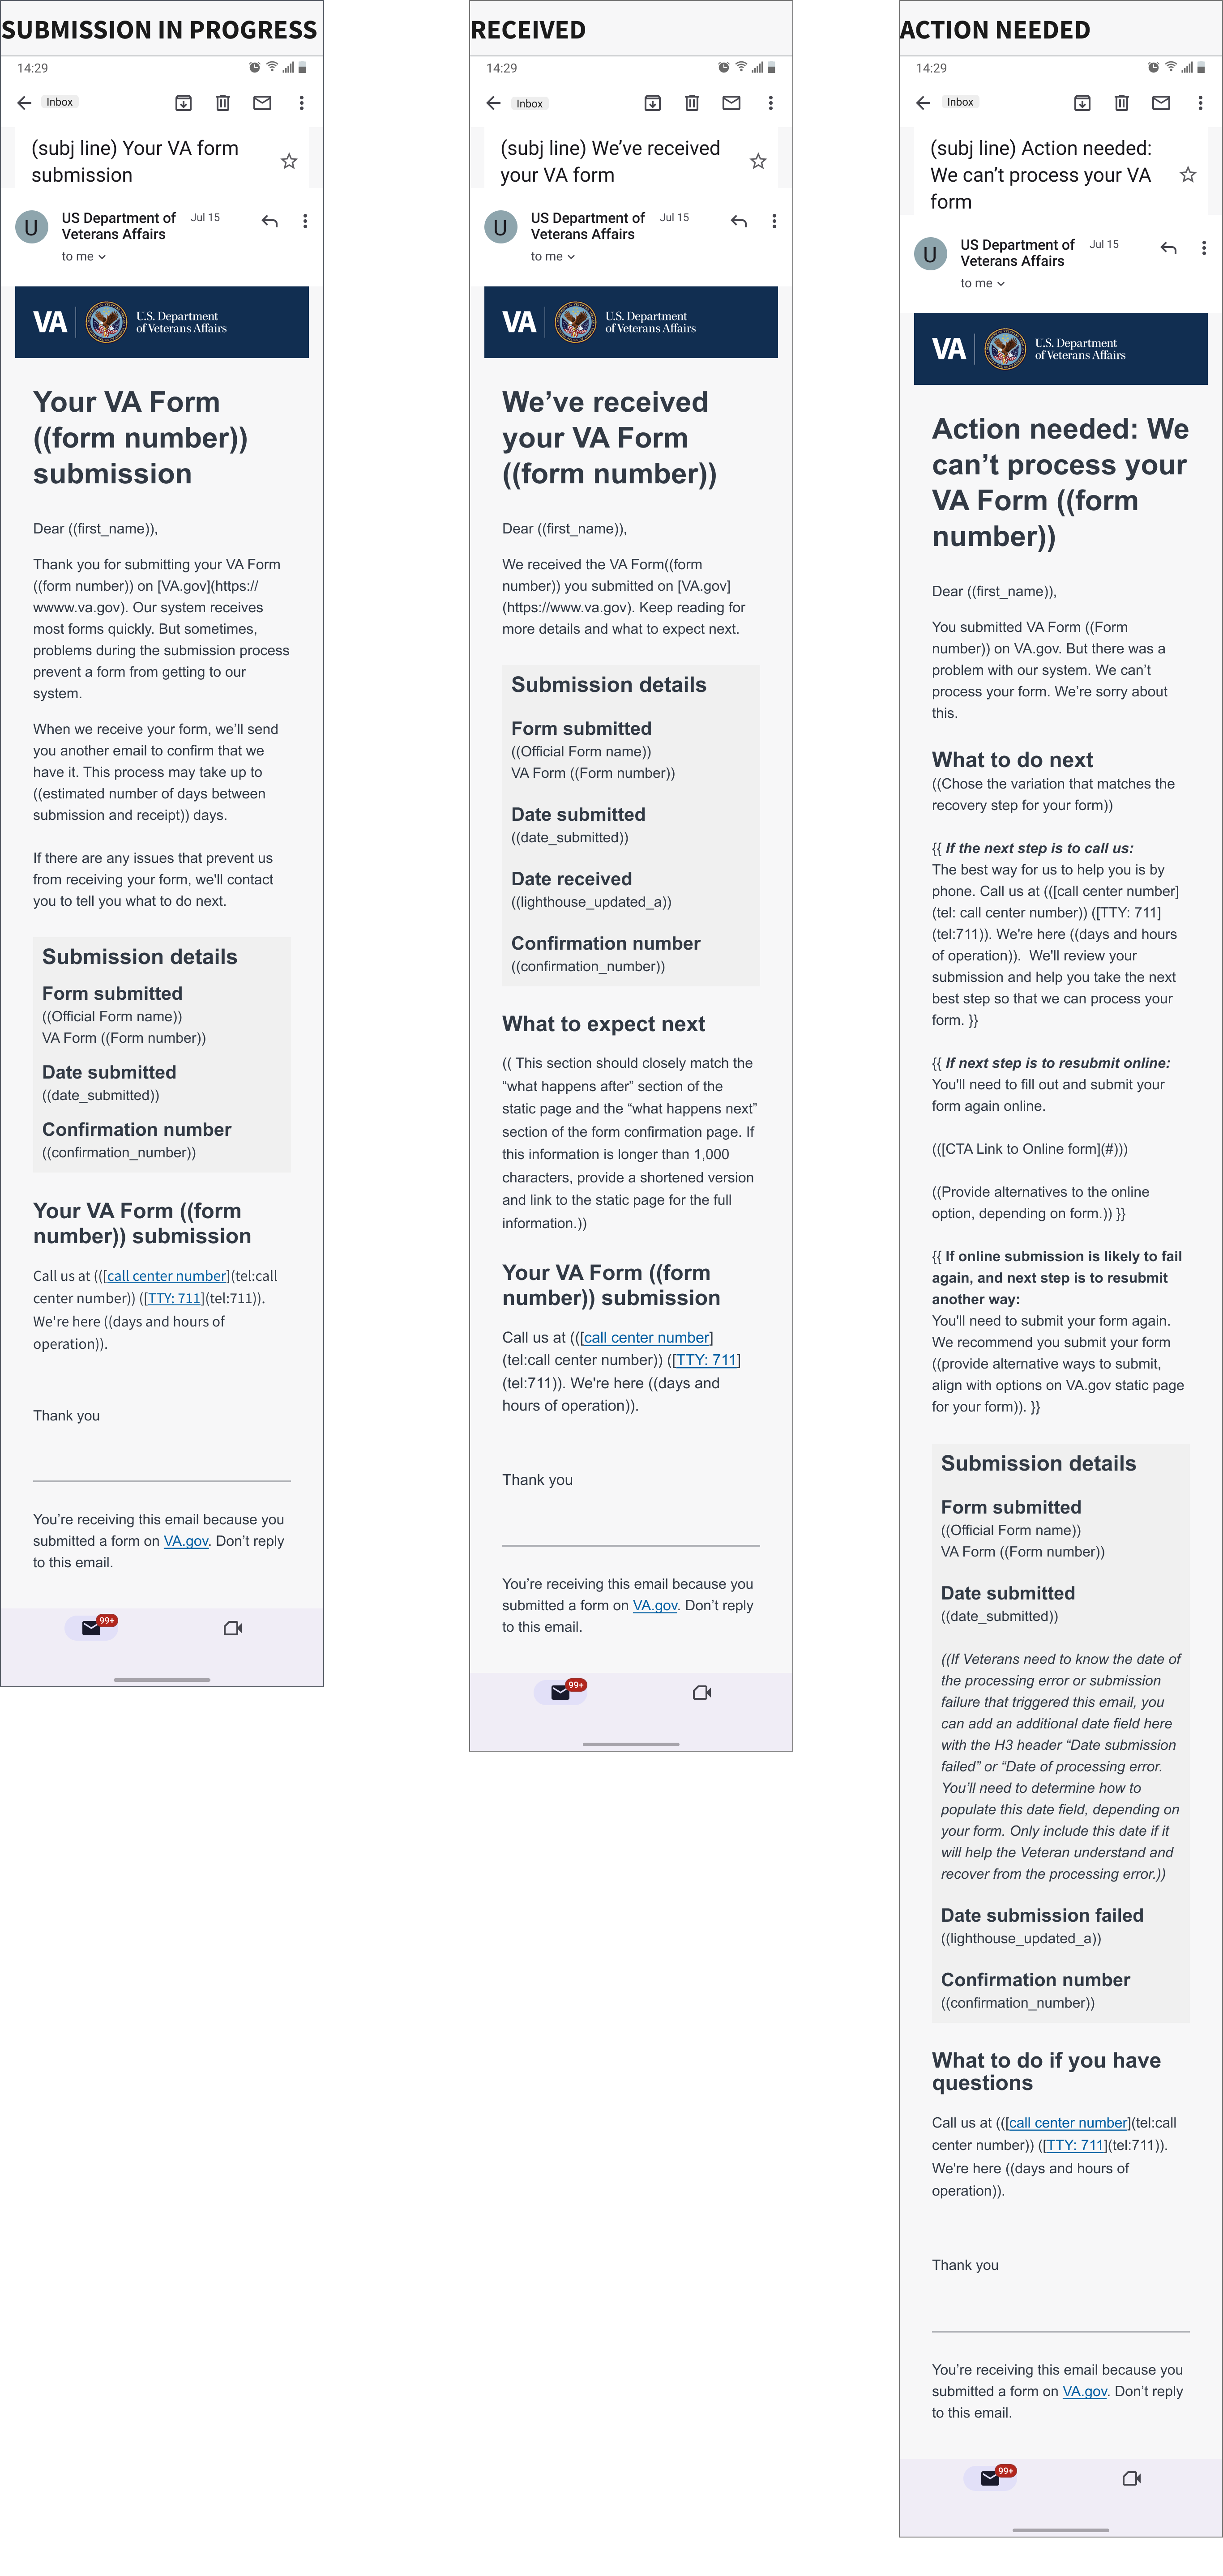 SUBMISSION IN PROGRESS
14:29
Inbox
(subj line) Your VA form
submission
U
US Department of
Veterans Affairs
Jul 15
to me
VA
U.S. Department
of Veterans Affairs
Your VA Form
((form number))
submission
Dear ((first_name)),
Thank you for submitting your VA Form
((form number)) on [VA.gov](https://
wwww.va.gov). Our system receives
most forms quickly. But sometimes,
problems during the submission process
prevent a form from getting to our
system.
When we receive your form, we’ll send
you another email to confirm that we
have it. This process may take up to
((estimated number of days between
submission and receipt)) days.
If there are any issues that prevent us
from receiving your form, we'll contact
you to tell you what to do next.
Submission details
Form submitted
((Official Form name))
VA Form ((Form number))
Date submitted
((date_submitted))
Confirmation number
((confirmation_number))
Your VA Form ((form
number)) submission
Call us at (([call center number](tel:call
center number)) ([TTY: 711](tel:711)).
We're here ((days and hours of
operation)).
Thank you
You’re receiving this email because you
submitted a form on VA.gov. Don’t reply
to this email.
99+
RECEIVED
14:29
Inbox
(subj line) We’ve received
your VA form
U
US Department of
Veterans Affairs
Jul 15
to me
VA
U.S. Department
of Veterans Affairs
We’ve received
your VA Form
((form number))
Dear ((first_name)),
We received the VA Form((form
number)) you submitted on [VA.gov]
(https://www.va.gov). Keep reading for
more details and what to expect next.
Submission details
Form submitted
((Official Form name))
VA Form ((Form number))
Date submitted
((date_submitted))
Date received
((lighthouse_updated_a))
Confirmation number
((confirmation_number))
What to expect next
(( This section should closely match the
“what happens after” section of the
static page and the “what happens next”
section of the form confirmation page. If
this information is longer than 1,000
characters, provide a shortened version
and link to the static page for the full
information.))
Your VA Form ((form
number)) submission
Call us at (([call center number]
(tel:call center number)) ([TTY: 711]
(tel:711)). We're here ((days and
hours of operation)).
Thank you
You’re receiving this email because you
submitted a form on VA.gov. Don’t reply
to this email.
99+
ACTION NEEDED
14:29
Inbox
(subj line) Action needed:
We can’t process your VA
form
U
US Department of
Veterans Affairs
Jul 15
to me
VA
U.S. Department
of Veterans Affairs
Action needed: We
can’t process your
VA Form ((form
number))
Dear ((first_name)),
You submitted VA Form ((Form
number)) on VA.gov. But there was a
problem with our system. We can’t
process your form. We’re sorry about
this.
What to do next
((Chose the variation that matches the
recovery step for your form))
{{ If the next step is to call us:
The best way for us to help you is by
phone. Call us at (([call center number]
(tel: call center number)) ([TTY: 711]
(tel:711)). We're here ((days and hours
of operation)). We'll review your
submission and help you take the next
best step so that we can process your
form. }}
{{ If next step is to resubmit online:
You'll need to fill out and submit your
form again online.
(([CTA Link to Online form](#)))
((Provide alternatives to the online
option, depending on form.)) }}
{{ If online submission is likely to fail
again, and next step is to resubmit
another way:
You'll need to submit your form again.
We recommend you submit your form
((provide alternative ways to submit,
align with options on VA.gov static page
for your form)). }}
Submission details
Form submitted
((Official Form name))
VA Form ((Form number))
Date submitted
((date_submitted))
((If Veterans need to know the date of
the processing error or submission
failure that triggered this email, you
can add an additional date field here
with the H3 header “Date submission
failed” or “Date of processing error.
You’ll need to determine how to
populate this date field, depending on
your form. Only include this date if it
will help the Veteran understand and
recover from the processing error.))
Date submission failed
((lighthouse_updated_a))
Confirmation number
((confirmation_number))
What to do if you have
questions
Call us at (([call center number](tel:call
center number)) ([TTY: 711](tel:711)).
We're here ((days and hours of
operation)).
Thank you
You’re receiving this email because you
submitted a form on VA.gov. Don’t reply
to this email.
99+